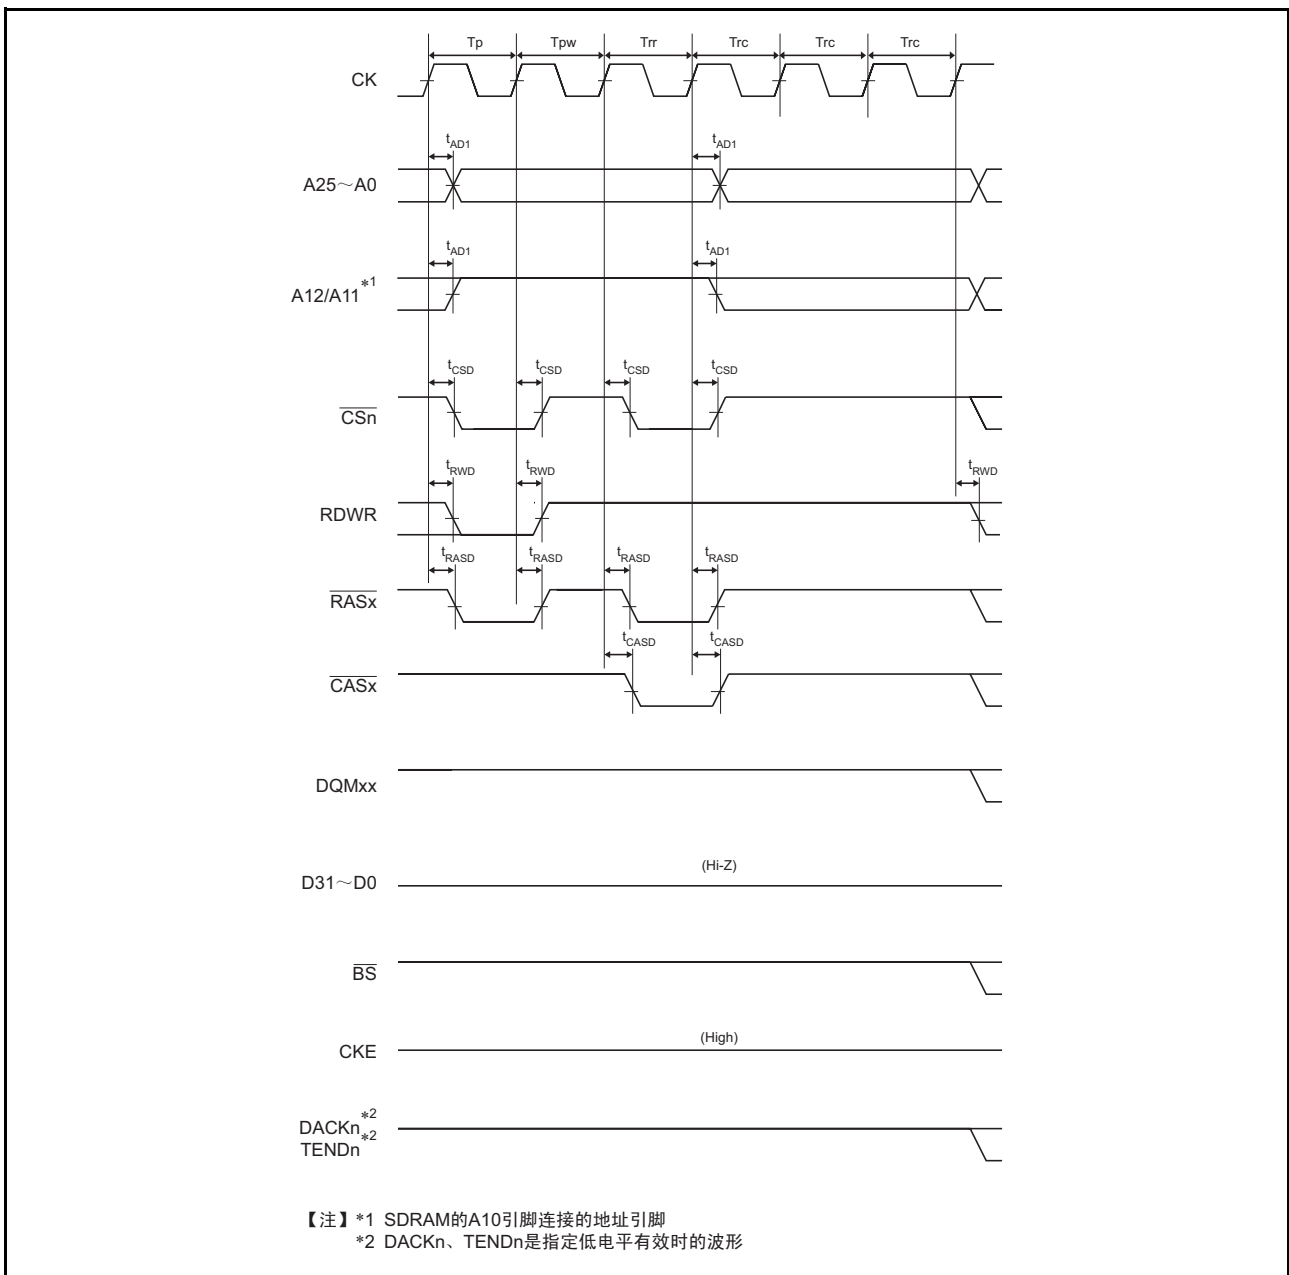 Tp Tpw Trr Trc Trc Trc
CK
tAD1 tAD1
A25～A0
tAD1 tAD1
A12/A11*1
tCSD tCSD tCSD tCSD
CSn
tRWD tRWD tRWD
RDWR
tRASD tRASD tRASD tRASD
RASx
tCASD tCASD
CASx
DQMxx
(Hi-Z)
D31～D0
BS
(High)
CKE
DACKn*2
TENDn*2
【注】*1 SDRAM的A10引脚连接的地址引脚
*2 DACKn、TENDn是指定低电平有效时的波形